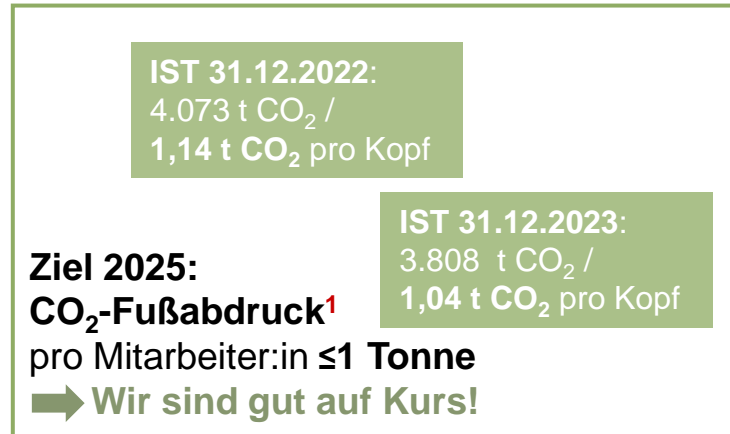 IST 31.12.2022:
4.073 t CO₂ /
1,14 t CO₂ pro Kopf
IST 31.12.2023:
3.808 t CO₂ /
1,04 t CO₂ pro Kopf
Ziel 2025:
CO₂-Fußabdruck¹
pro Mitarbeiter:in ≤1 Tonne
Wir sind gut auf Kurs!